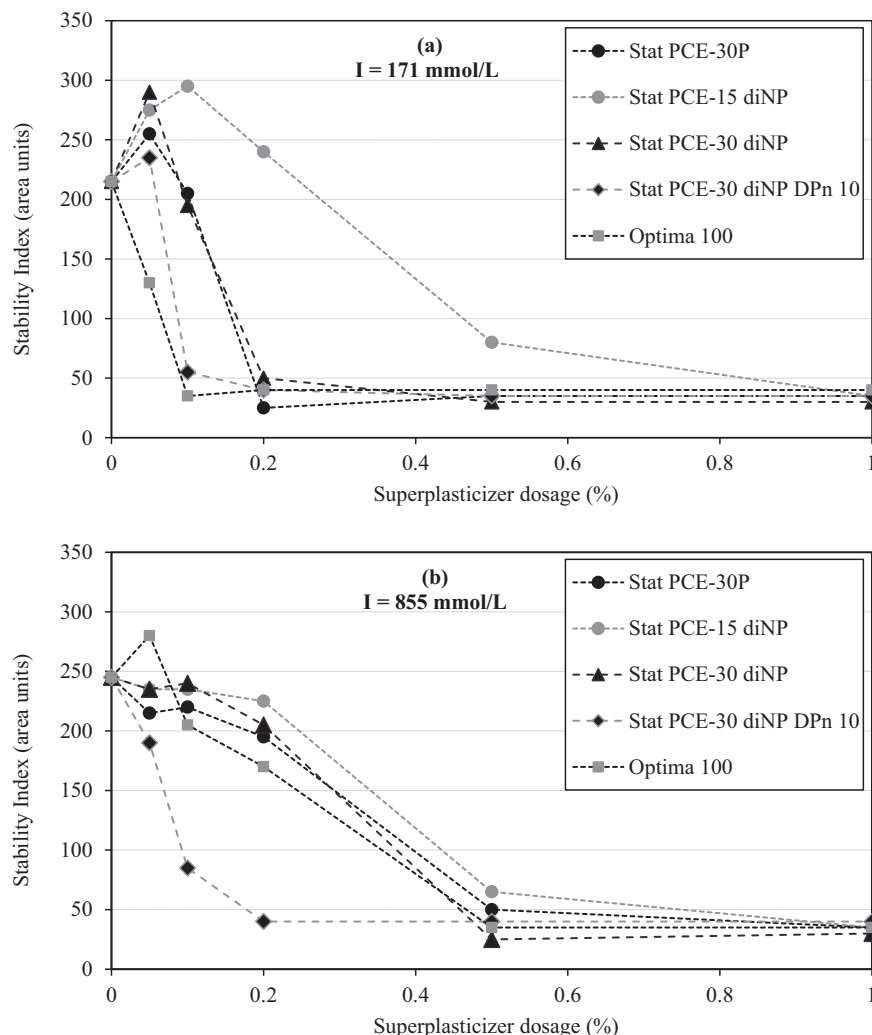 350
300
250
200
150
100
50
0
Stability Index (area units)
(a)
I = 171 mmol/L
Stat PCE-30P
Stat PCE-15 diNP
Stat PCE-30 diNP
Stat PCE-30 diNP DPn 10
Optima 100
0 0.2 0.4 0.6 0.8 1
Superplasticizer dosage (%)
350
300
250
200
150
100
50
0
Stability Index (area units)
(b)
I = 855 mmol/L
Stat PCE-30P
Stat PCE-15 diNP
Stat PCE-30 diNP
Stat PCE-30 diNP DPn 10
Optima 100
0 0.2 0.4 0.6 0.8 1
Superplasticizer dosage (%)